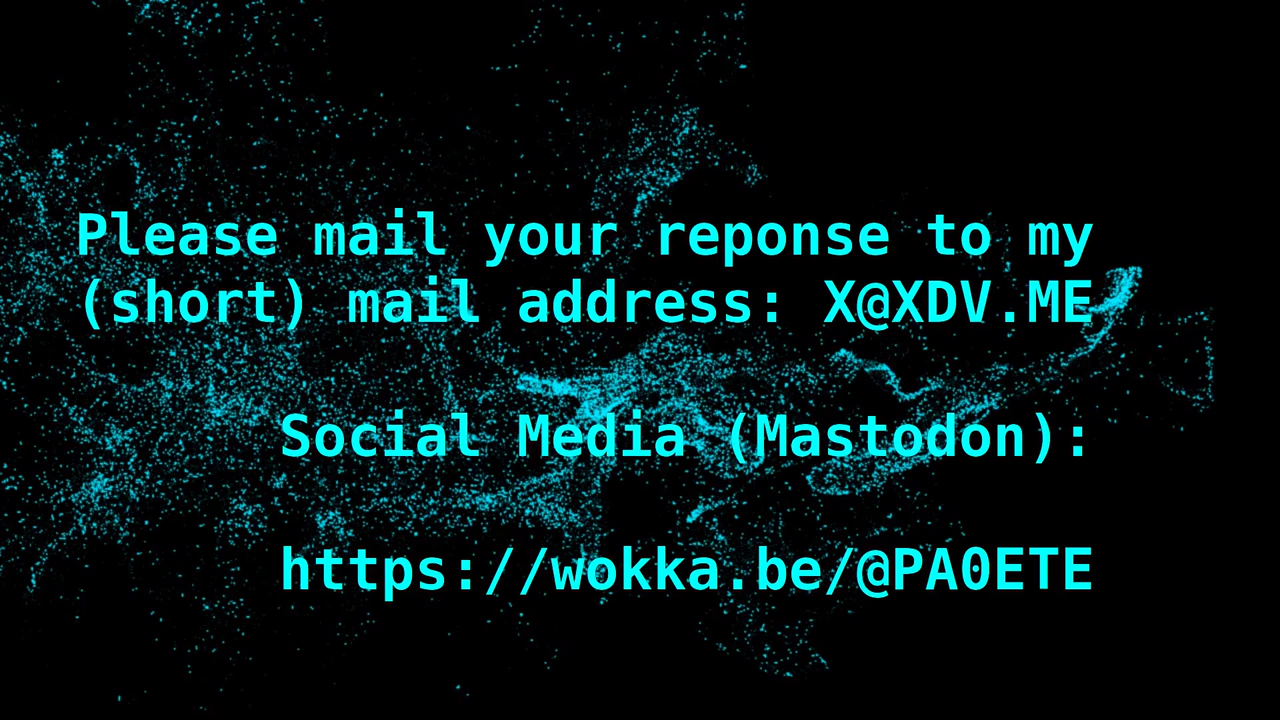 Please mail your reponse to my
(short) mail address: X@XDV.ME
Social Media (Mastodon):
https://wokka.be/@PA0ETE